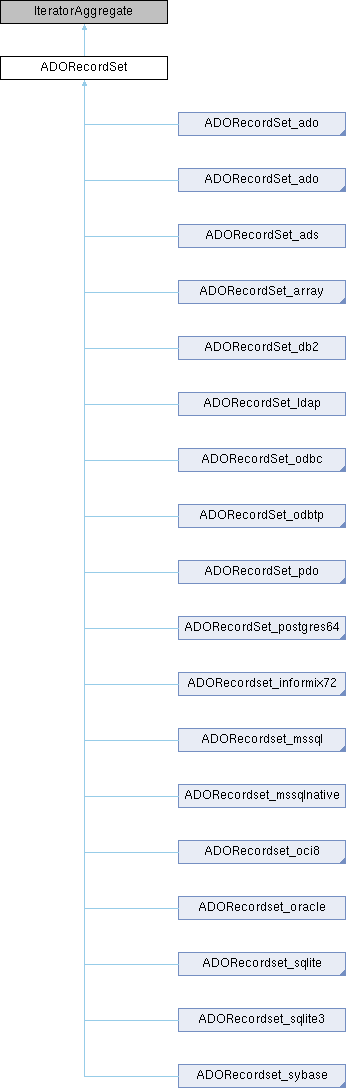 IteratorAggregate
ADORecordSet
ADORecordSet_ado
ADORecordSet_ado
ADORecordSet_ads
ADORecordSet_array
ADORecordSet_db2
ADORecordSet_ldap
ADORecordSet_odbc
ADORecordSet_odbtp
ADORecordSet_pdo
ADORecordSet_postgres64
ADORecordset_informix72
ADORecordset_mssql
ADORecordset_mssqlnative
ADORecordset_oci8
ADORecordset_oracle
ADORecordset_sqlite
ADORecordset_sqlite3
ADORecordset_sybase